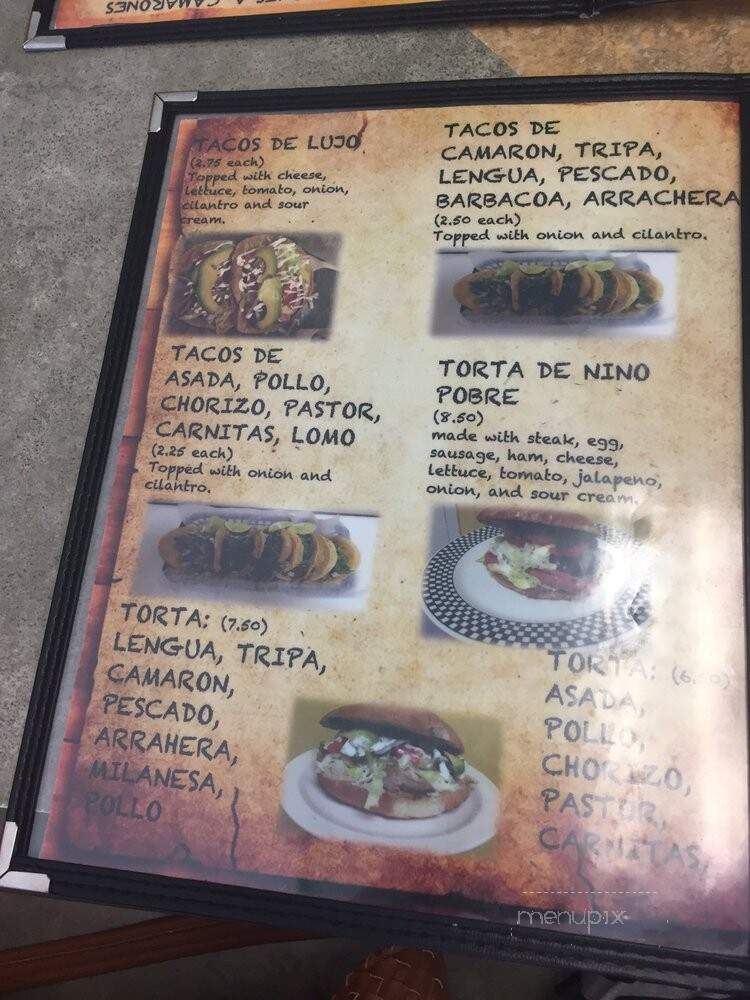 TACOS DE LUJO
(2.75 each)
Topped with cheese,
lettuce, tomato, onion,
cilantro and sour
cream.
TACOS DE
CAMARON, TRIPA,
LENGUA, PESCADO,
BARBACOA, ARRACHERA
(2.50 each)
Topped with onion and cilantro.
TACOS DE
ASADA, POLLO,
CHORIZO, PASTOR,
CARNITAS, LOMO
(2.25 each)
Topped with onion and
cilantro.
TORTA DE NINO
POBRE
(8.50)
made with steak, egg,
sausage, ham, cheese,
lettuce, tomato, jalapeno,
onion, and sour cream.
TORTA: (7.50)
LENGUA, TRIPA,
CAMARON,
PESCADO,
ARRAHERA,
MILANESA,
POLLO
TORTA:
ASADA,
POLLO,
CHORIZO,
PASTOR,
CARNITAS,
menupix
CAMARONES